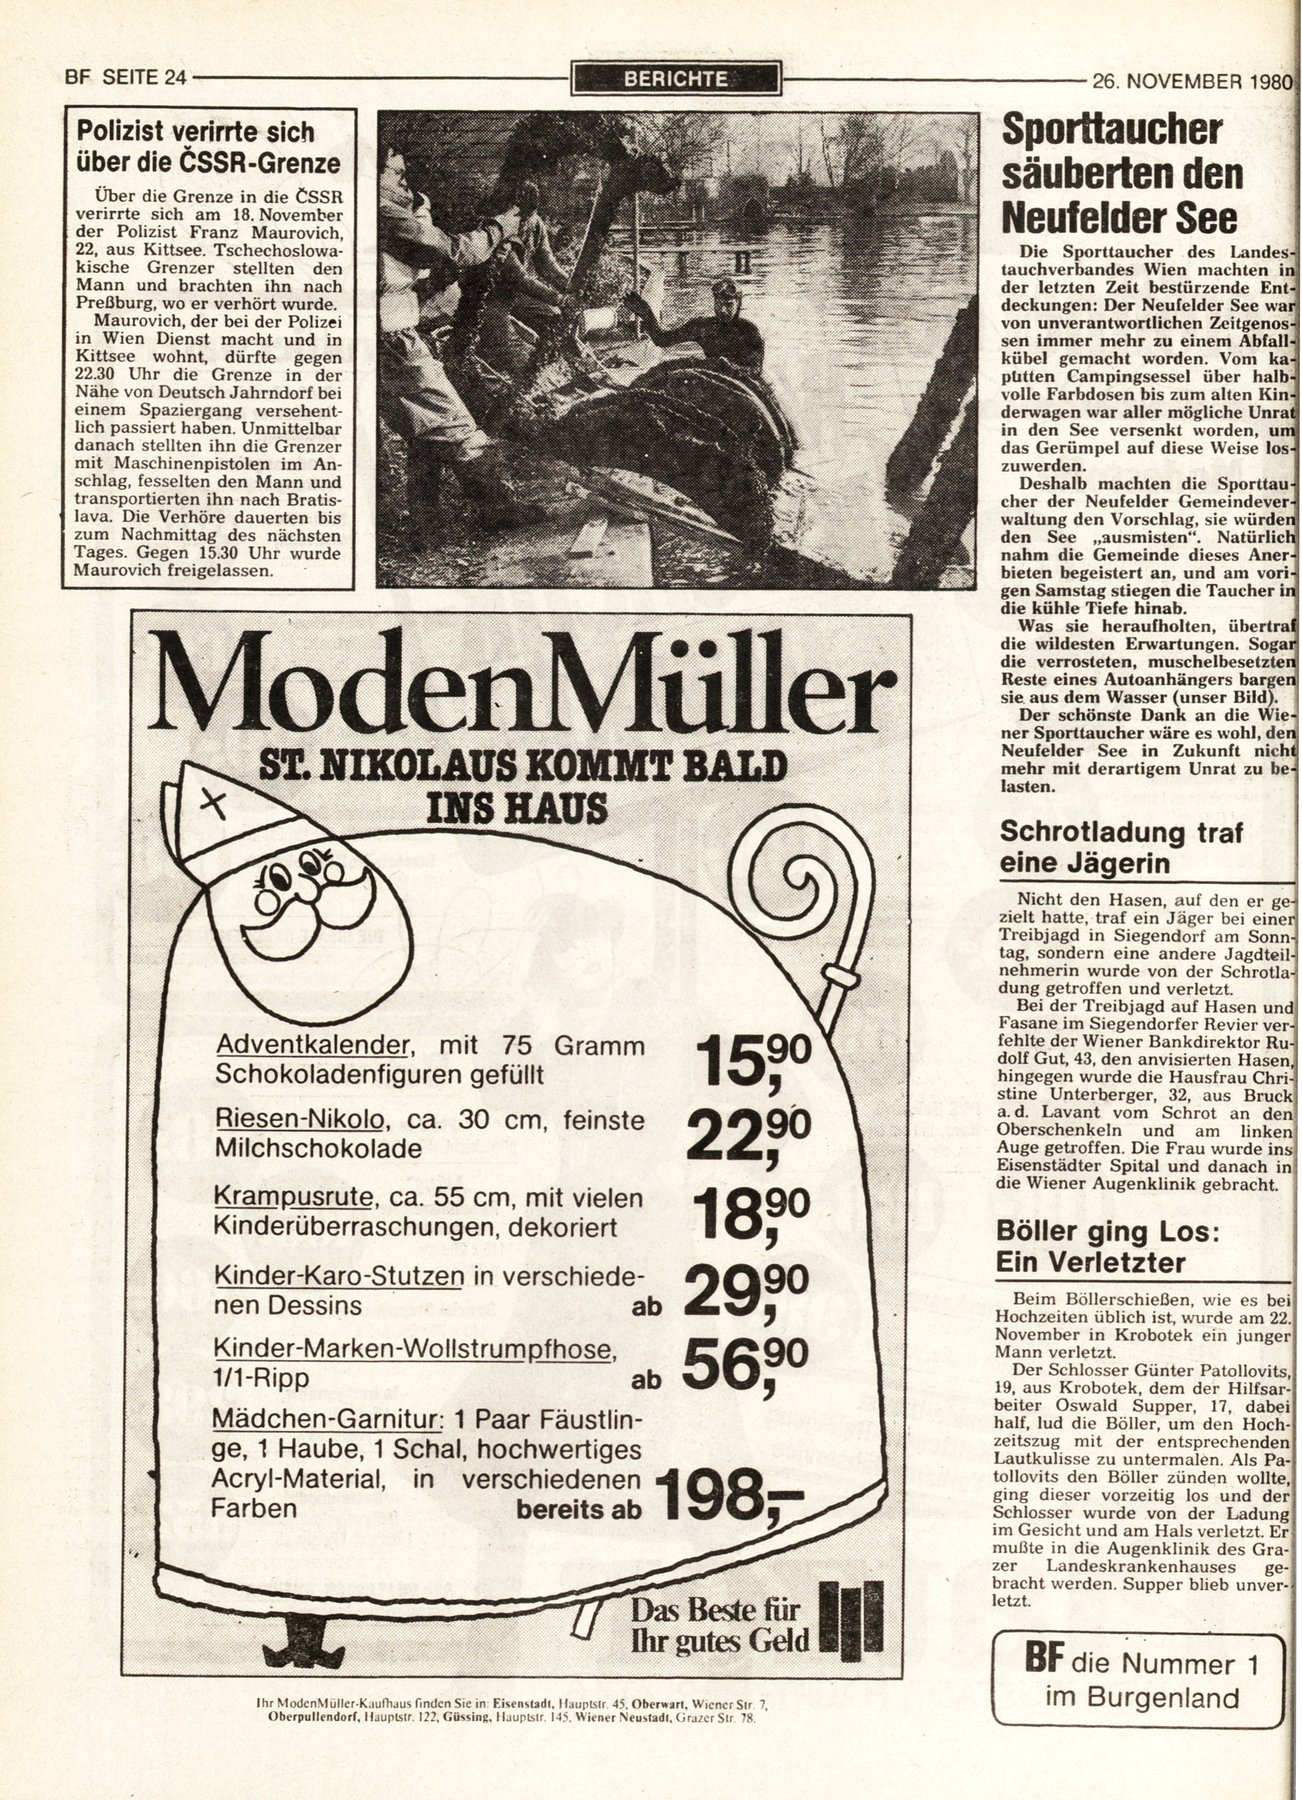 BF SEITE 24
BERICHTE
26. NOVEMBER 1980
Polizist verirrte sich
über die ČSSR-Grenze
Über die Grenze in die ČSSR
verirrte sich am 18. November
der Polizist Franz Maurovich,
22, aus Kittsee. Tschechoslowa-
kische Grenzer stellten den
Mann und brachten ihn nach
Preßburg, wo er verhört wurde.
Maurovich, der bei der Polizei
in Wien Dienst macht und in
Kittsee wohnt, dürfte gegen
22.30 Uhr die Grenze in der
Nähe von Deutsch Jahrndorf bei
einem Spaziergang versehent-
lich passiert haben. Unmittelbar
danach stellten ihn die Grenzer
mit Maschinenpistolen im An-
schlag, fesselten den Mann und
transportierten ihn nach Bratis-
lava. Die Verhöre dauerten bis
zum Nachmittag des nächsten
Tages. Gegen 15.30 Uhr wurde
Maurovich freigelassen.
Sporttaucher
säuberten den
Neufelder See
Die Sporttaucher des Landes-
tauchverbandes Wien machten in
der letzten Zeit bestürzende Ent-
deckungen: Der Neufelder See war
von unverantwortlichen Zeitgenos-
sen immer mehr zu einem Abfall-
kübel gemacht worden. Vom ka-
putten Campingsessel über halb-
volle Farbdosen bis zum alten Kin-
derwagen war aller mögliche Unrat
in den See versenkt worden, um
das Gerümpel auf diese Weise los-
zuwerden.
Deshalb machten die Sporttau-
cher der Neufelder Gemeindever-
waltung den Vorschlag, sie würden
den See „ausmisten“. Natürlich
nahm die Gemeinde dieses Aner-
bieten begeistert an, und am vori-
gen Samstag stiegen die Taucher in
die kühle Tiefe hinab.
Was sie heraufholten, übertraf
die wildesten Erwartungen. Sogar
die verrosteten, muschelbesetzten
Reste eines Autoanhängers bargen
sie aus dem Wasser (unser Bild).
Der schönste Dank an die Wie-
ner Sporttaucher wäre es wohl, den
Neufelder See in Zukunft nicht
mehr mit derartigem Unrat zu be-
lasten.
Schrotladung traf
eine Jägerin
Nicht den Hasen, auf den er ge-
zielt hatte, traf ein Jäger bei einer
Treibjagd in Siegendorf am Sonn-
tag, sondern eine andere Jagdteil-
nehmerin wurde von der Schrotla-
dung getroffen und verletzt.
Bei der Treibjagd auf Hasen und
Fasane im Siegendorfer Revier ver-
fehlte der Wiener Bankdirektor Ru-
dolf Gut, 43, den anvisierten Hasen,
hingegen wurde die Hausfrau Chri-
stine Unterberger, 32, aus Bruck
a. d. Lavant vom Schrot an den
Oberschenkeln und am linken
Auge getroffen. Die Frau wurde ins
Eisenstädter Spital und danach in
die Wiener Augenklinik gebracht.
Böller ging Los:
Ein Verletzter
Beim Böllerschießen, wie es bei
Hochzeiten üblich ist, wurde am 22.
November in Krobotek ein junger
Mann verletzt.
Der Schlosser Günter Patollovits,
19, aus Krobotek, dem der Hilfsar-
beiter Oswald Supper, 17, dabei
half, lud die Böller, um den Hoch-
zeitszug mit der entsprechenden
Lautkulisse zu untermalen. Als Pa-
tollovits den Böller zünden wollte,
ging dieser vorzeitig los und der
Schlosser wurde von der Ladung
im Gesicht und am Hals verletzt. Er
mußte in die Augenklinik des Gra-
zer Landeskrankenhauses ge-
bracht werden. Supper blieb unver-
letzt.
BF die Nummer 1
im Burgenland
ModenMüller
ST. NIKOLAUS KOMMT BALD
INS HAUS
Adventkalender, mit 75 Gramm
Schokoladenfiguren gefüllt 15,90
Riesen-Nikolo, ca. 30 cm, feinste
Milchschokolade 22,90
Krampusrute, ca. 55 cm, mit vielen
Kinderüberraschungen, dekoriert 18,90
Kinder-Karo-Stutzen in verschiede-
nen Dessins ab 29,90
Kinder-Marken-Wollstrumpfhose,
1/1-Ripp ab 56,90
Mädchen-Garnitur: 1 Paar Fäustlin-
ge, 1 Haube, 1 Schal, hochwertiges
Acryl-Material, in verschiedenen
Farben bereits ab 198,–
Das Beste für
Ihr gutes Geld
Ihr ModenMüller-Kaufhaus finden Sie in: Eisenstadt, Hauptstr. 45, Oberwart, Wiener Str. 7,
Oberpullendorf, Hauptstr. 122, Güssing, Hauptstr. 145, Wiener Neustadt, Grazer Str. 78.